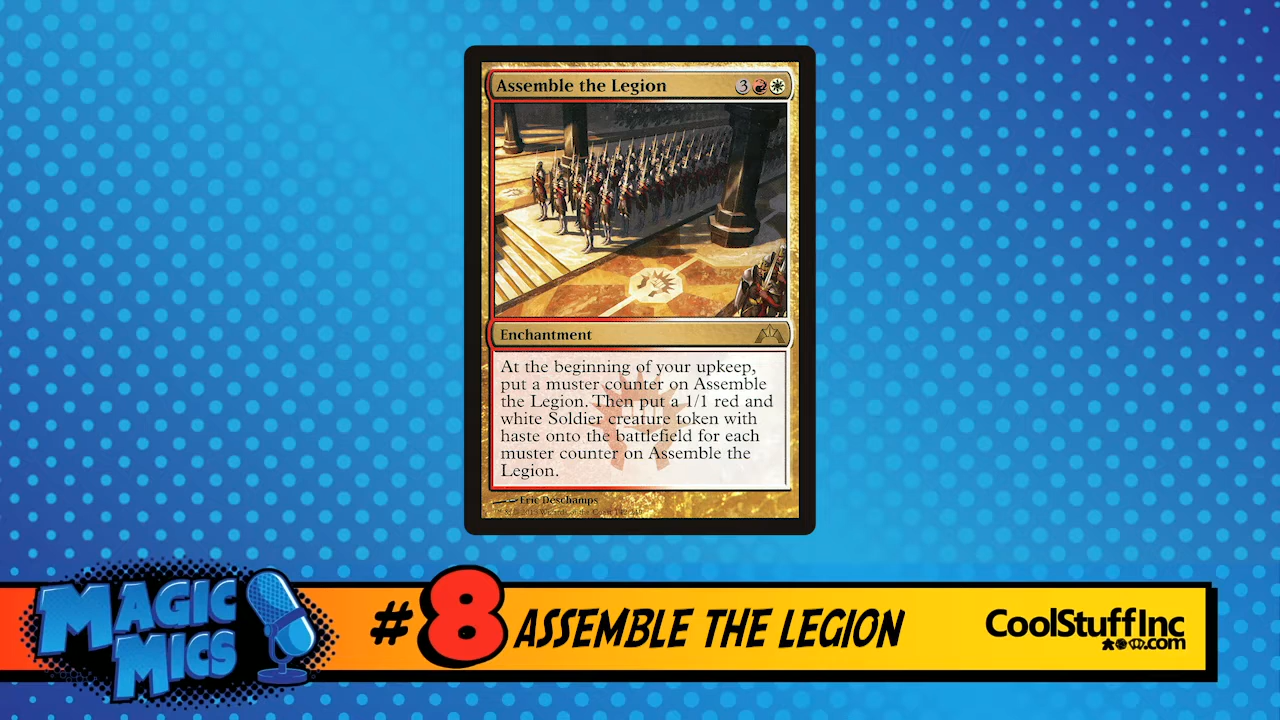 Assemble the Legion 3
Enchantment
At the beginning of your upkeep,
put a muster counter on Assemble
the Legion. Then put a 1/1 red and
white Soldier creature token with
haste onto the battlefield for each
muster counter on Assemble the
Legion.
Eric Deschamps
MAGIC
MICS
#8 ASSEMBLE THE LEGION
CoolStuffInc
.com